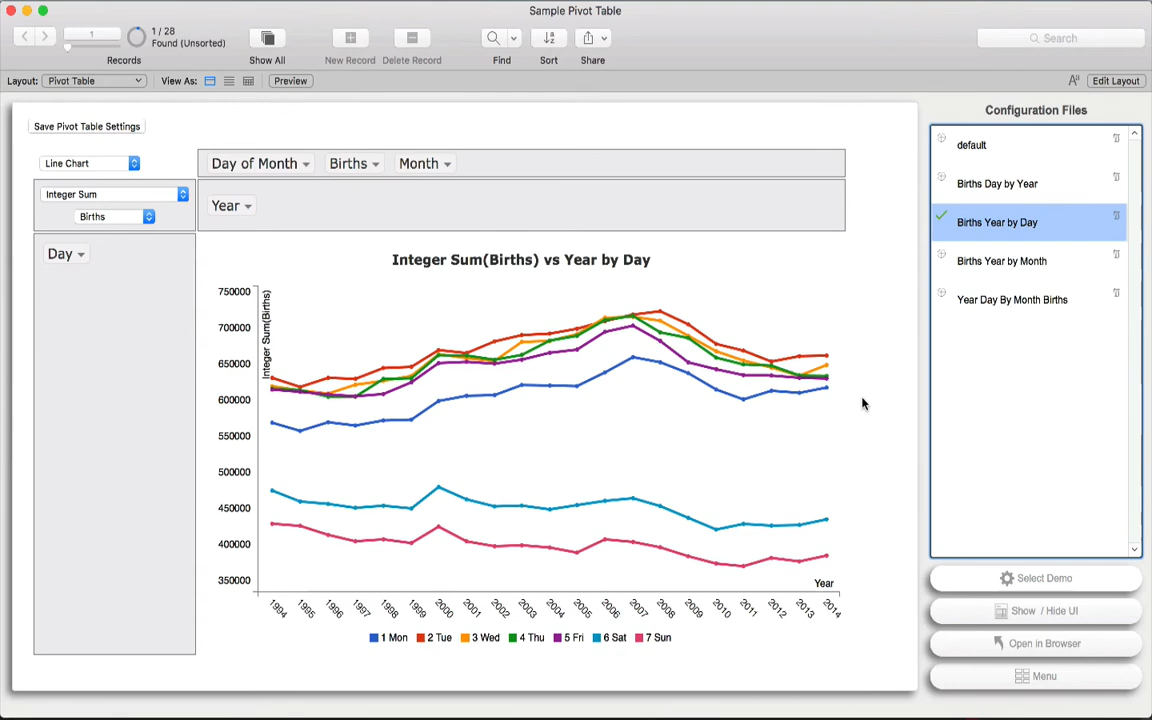 Sample Pivot Table
1
1 / 28
Found (Unsorted)
Records
Show All
New Record
Delete Record
Find
Sort
Share
Search
Layout:
Pivot Table
View As:
Preview
Edit Layout
Save Pivot Table Settings
Line Chart
Day of Month
Births
Month
Integer Sum
Births
Year
Day
Integer Sum(Births) vs Year by Day
Integer Sum(Births)
750000
700000
650000
600000
550000
500000
450000
400000
350000
Year
1994
1995
1996
1997
1998
1999
2000
2001
2002
2003
2004
2005
2006
2007
2008
2009
2010
2011
2012
2013
2014
1 Mon
2 Tue
3 Wed
4 Thu
5 Fri
6 Sat
7 Sun
Configuration Files
default
Births Day by Year
Births Year by Day
Births Year by Month
Year Day By Month Births
Select Demo
Show / Hide UI
Open in Browser
Menu